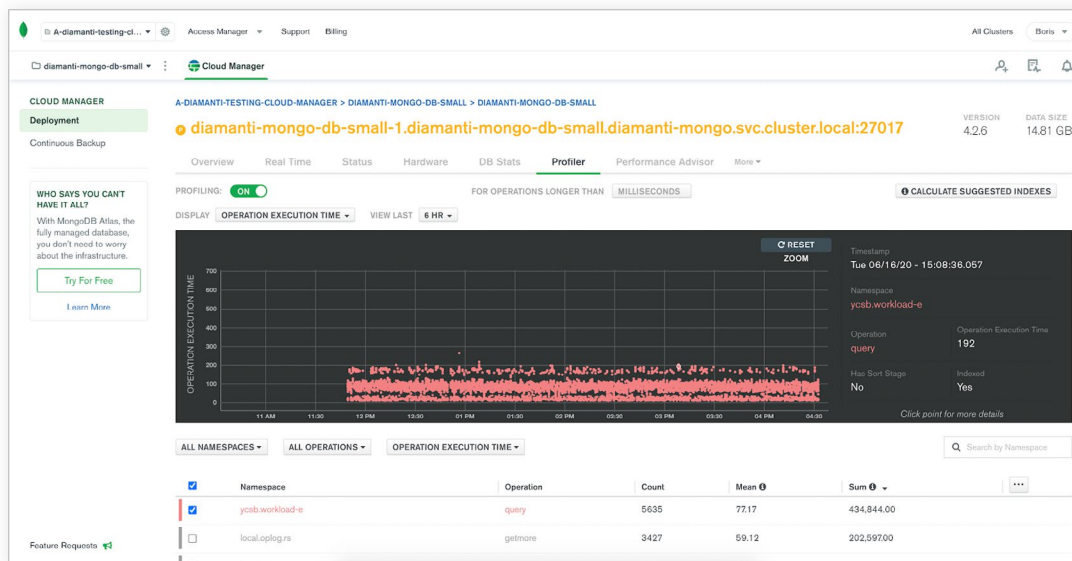 A-diamanti-testing-cl... Access Manager Support Billing All Clusters Boris
diamanti-mongo-db-small Cloud Manager
CLOUD MANAGER
Deployment
Continuous Backup
WHO SAYS YOU CAN'T
HAVE IT ALL?
With MongoDB Atlas, the
fully managed database,
you don't need to worry
about the infrastructure.
Try For Free
Learn More
Feature Requests
A-DIAMANTI-TESTING-CLOUD-MANAGER > DIAMANTI-MONGO-DB-SMALL > DIAMANTI-MONGO-DB-SMALL
P diamanti-mongo-db-small-1.diamanti-mongo-db-small.diamanti-mongo.svc.cluster.local:27017
VERSION DATA SIZE
4.2.6 14.81 GB
Overview Real Time Status Hardware DB Stats Profiler Performance Advisor More
PROFILING: ON FOR OPERATIONS LONGER THAN MILLISECONDS CALCULATE SUGGESTED INDEXES
DISPLAY OPERATION EXECUTION TIME VIEW LAST 6 HR
RESET
ZOOM
OPERATION EXECUTION TIME
700
600
500
400
300
200
100
0
11 AM 11:30 12 PM 12:30 01 PM 01:30 02 PM 02:30 03 PM 03:30 04 PM 04:30
Timestamp
Tue 06/16/20 - 15:08:36.057
Namespace
ycsb.workload-e
Operation Operation Execution Time
query 192
Has Sort Stage Indexed
No Yes
Click point for more details
ALL NAMESPACES ALL OPERATIONS OPERATION EXECUTION TIME Search by Namespace
Namespace Operation Count Mean Sum ...
ycsb.workload-e query 5635 77.17 434,844.00
local.oplog.rs getmore 3427 59.12 202,597.00